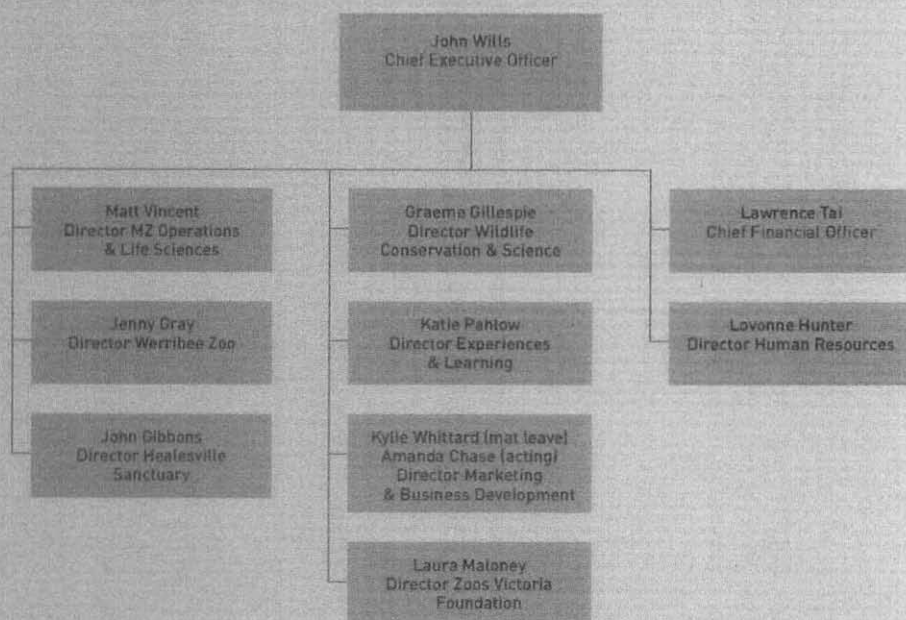 John Wills
Chief Executive Officer
Matt Vincent
Director MZ Operations
& Life Sciences
Jenny Gray
Director Werribee Zoo
John Gibbons
Director Healesville
Sanctuary
Graeme Gillespie
Director Wildlife
Conservation & Science
Katie Pahlow
Director Experiences
& Learning
Kylie Whittard (mat leave)
Amanda Chase (acting)
Director Marketing
& Business Development
Laura Maloney
Director Zoos Victoria
Foundation
Lawrence Tai
Chief Financial Officer
Lovonne Hunter
Director Human Resources